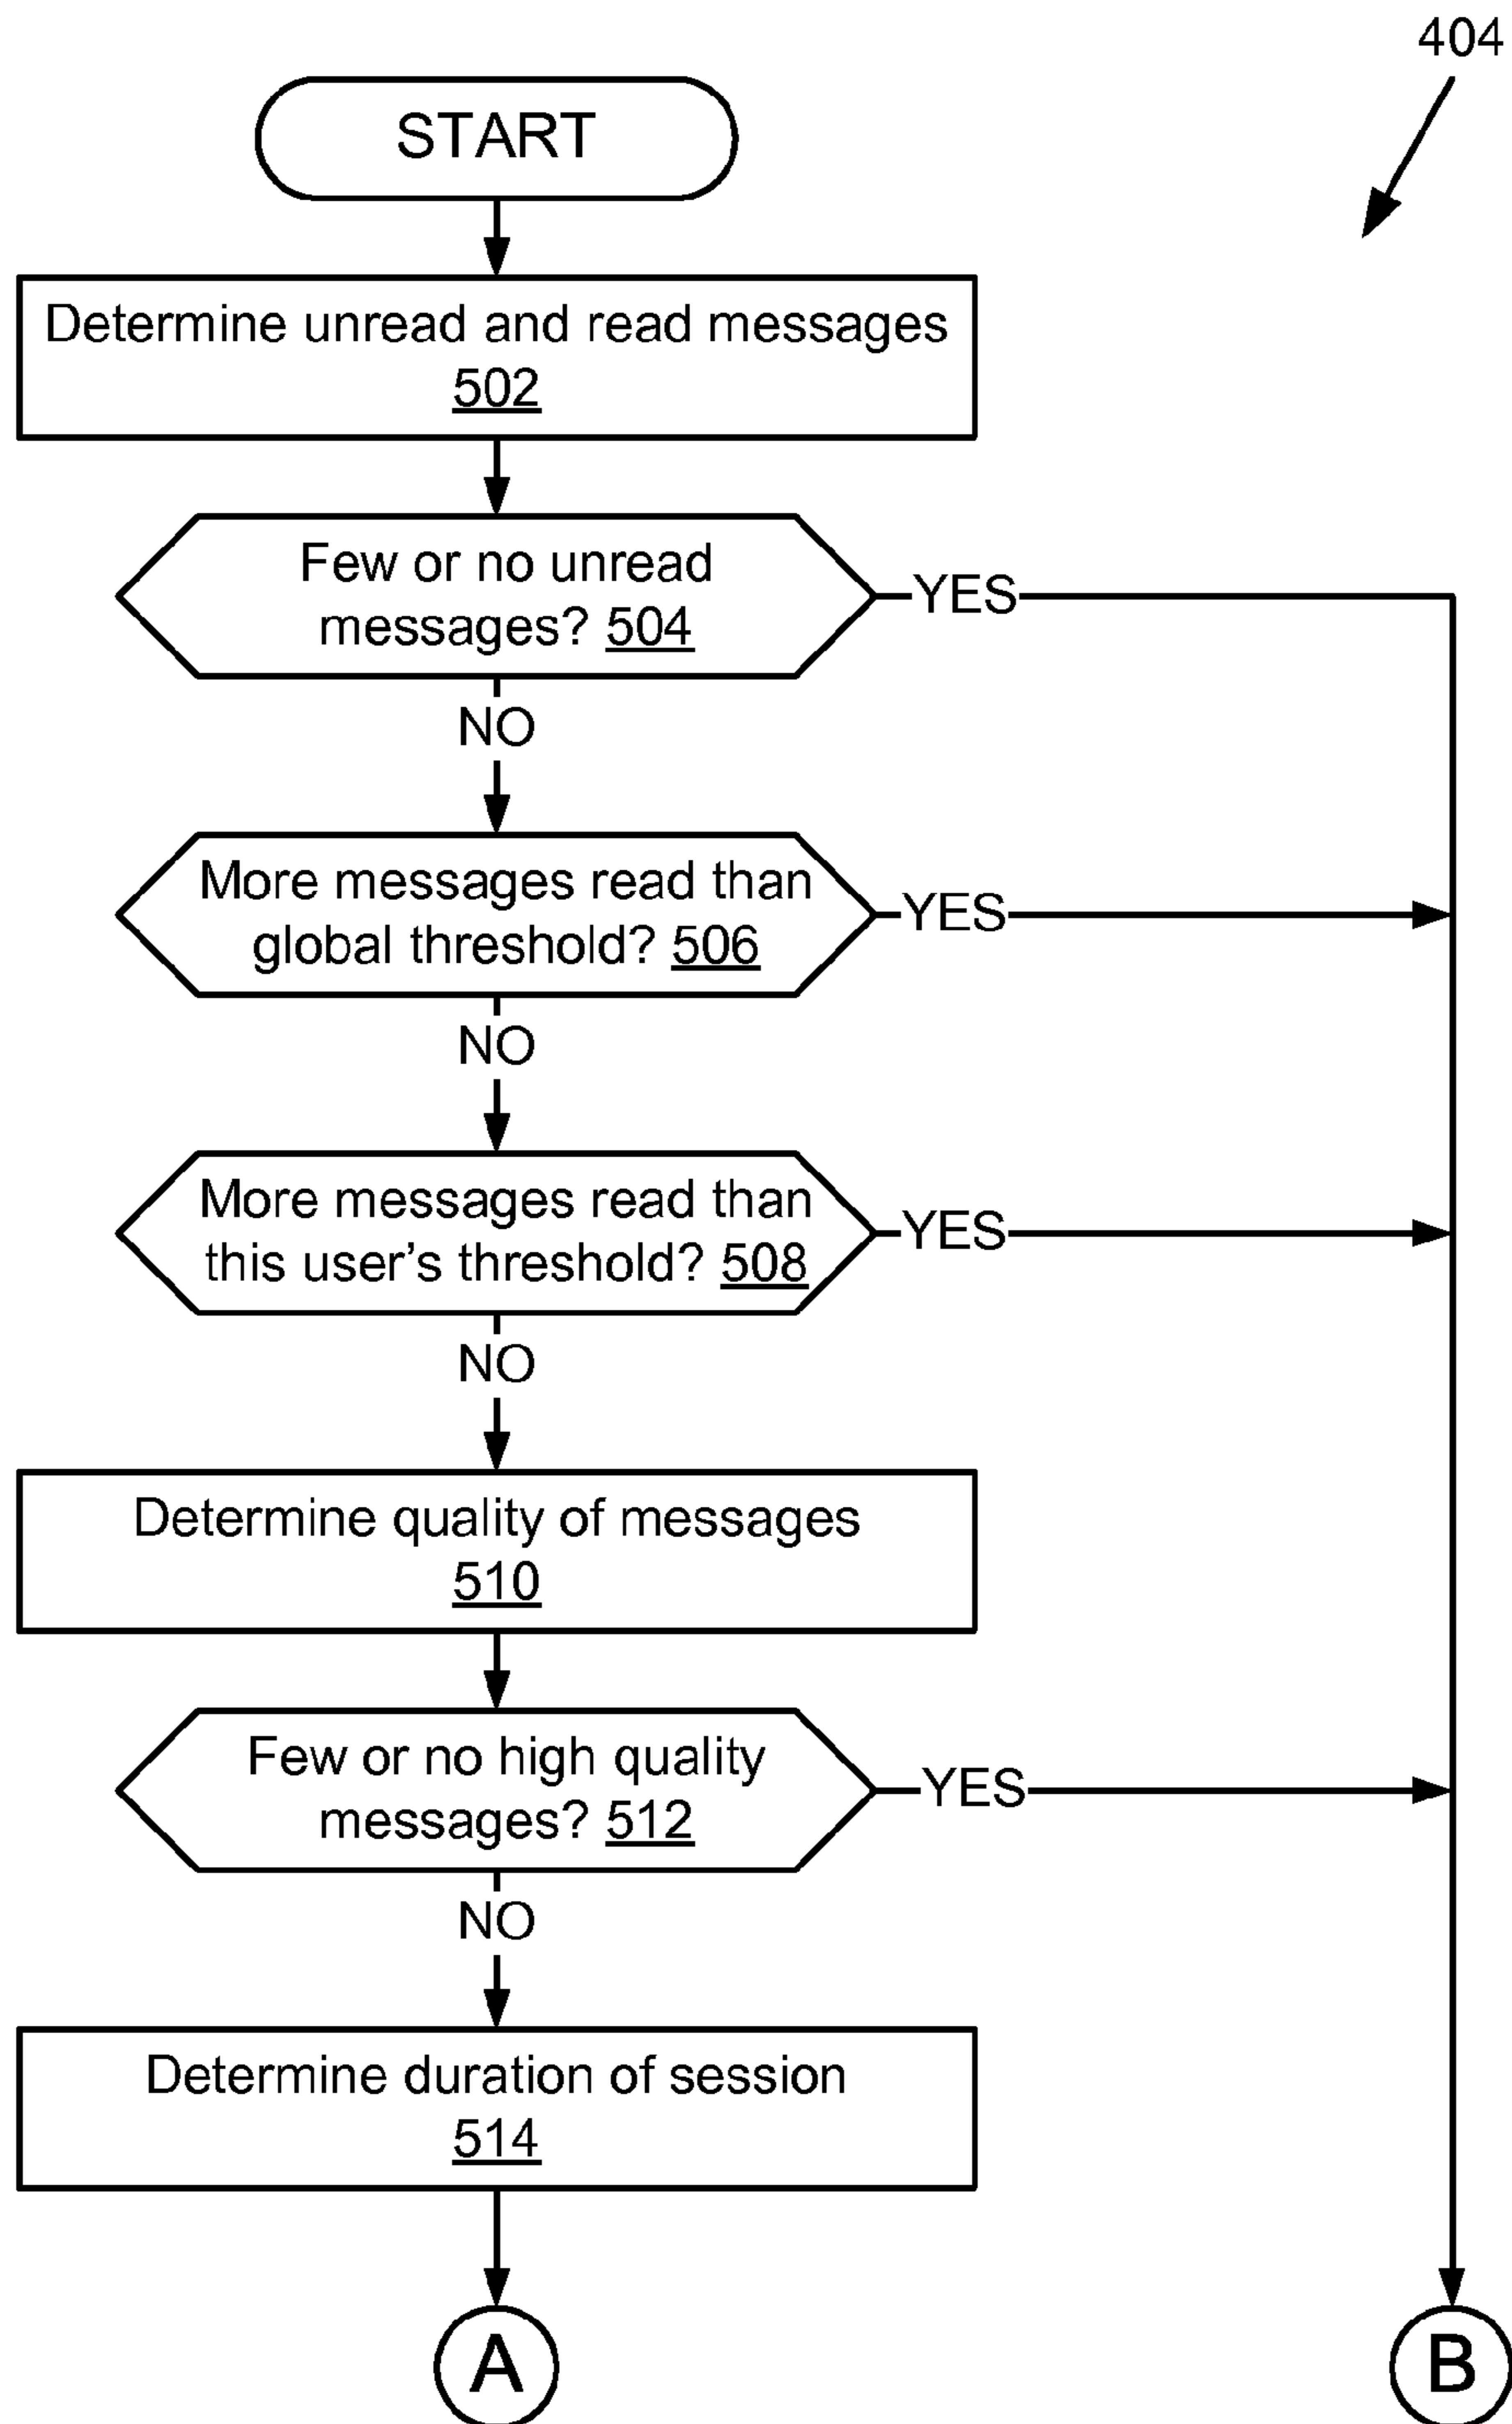 404
START
Determine unread and read messages
502
Few or no unread
messages? 504
YES
NO
More messages read than
global threshold? 506
YES
NO
More messages read than
this user's threshold? 508
YES
NO
Determine quality of messages
510
Few or no high quality
messages? 512
YES
NO
Determine duration of session
514
A
B